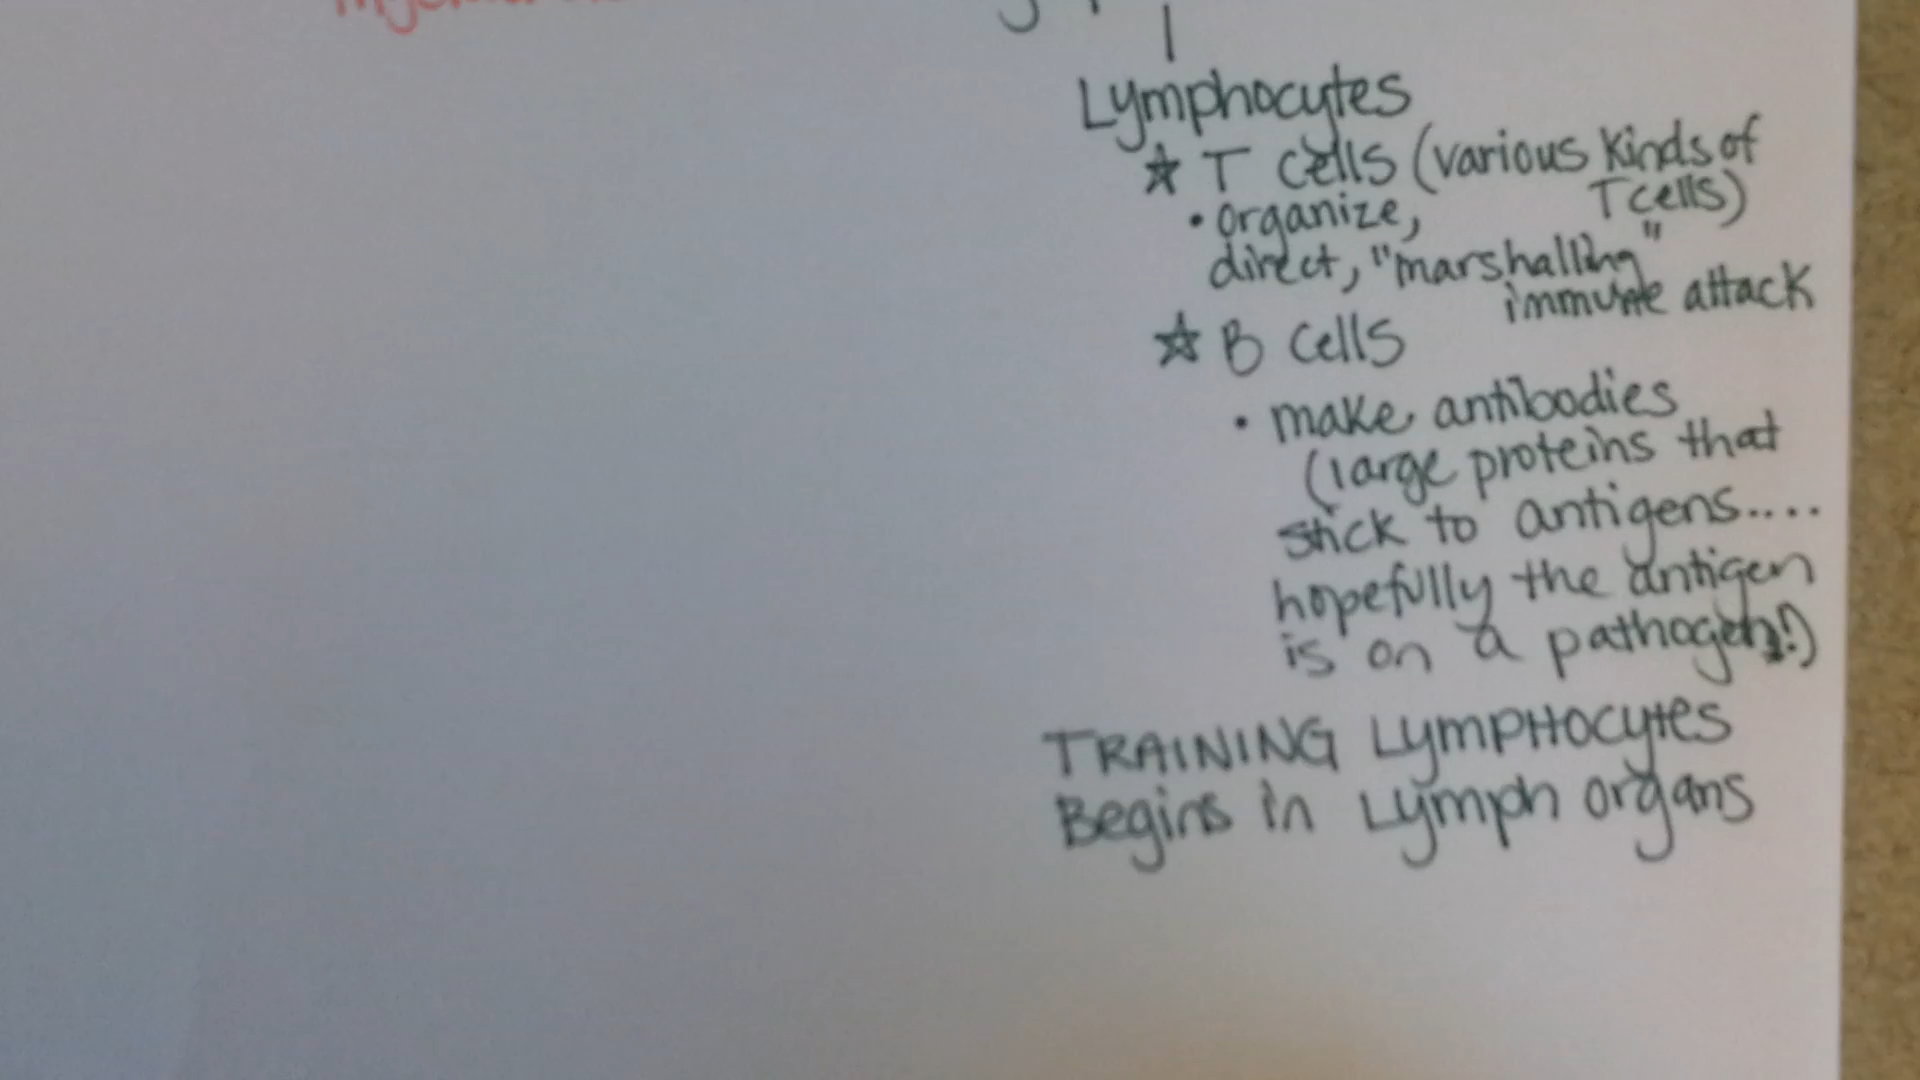 Lymphocytes
☆ T cells (various kinds of
T cells)
• organize,
direct, "marshalling"
immune attack
☆ B cells
• make antibodies
(large proteins that
stick to antigens....
hopefully the antigen
is on a pathogen!)
TRAINING LYMPHOCYTES
Begins in Lymph organs